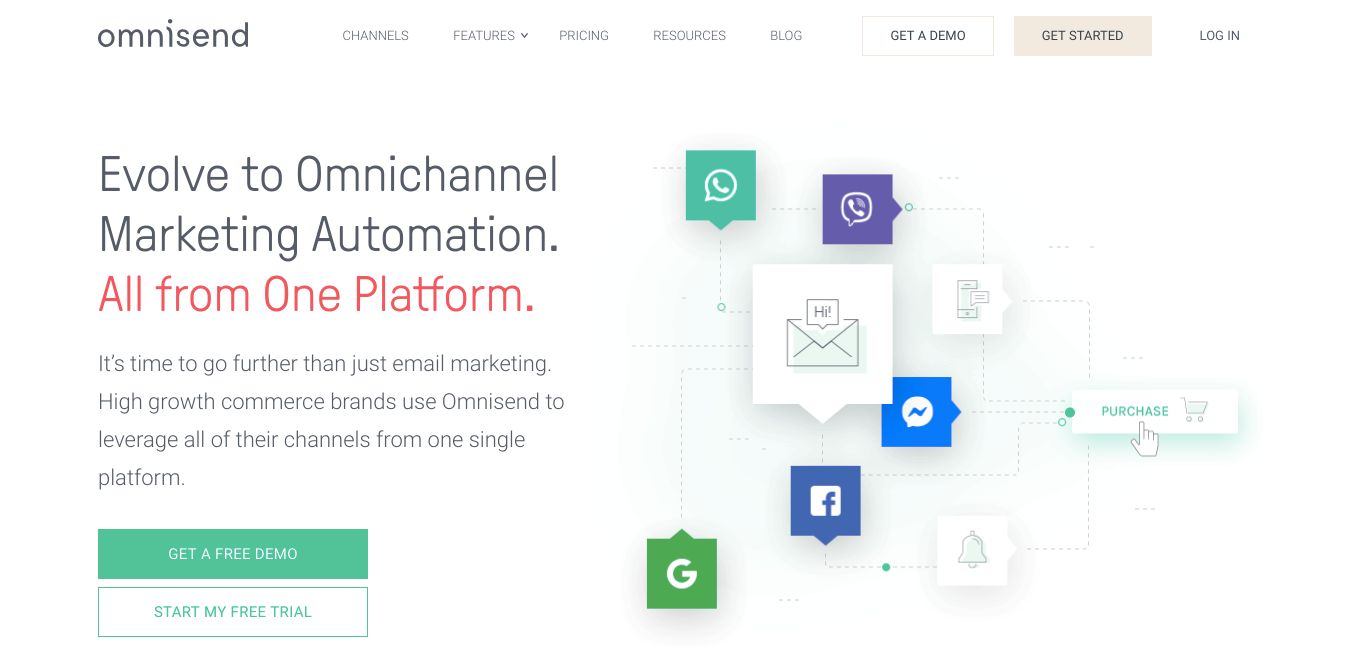 omnisend
CHANNELS
FEATURES
PRICING
RESOURCES
BLOG
GET A DEMO
GET STARTED
LOG IN
Evolve to Omnichannel
Marketing Automation.
All from One Platform.
It's time to go further than just email marketing.
High growth commerce brands use Omnisend to
leverage all of their channels from one single
platform.
GET A FREE DEMO
START MY FREE TRIAL
Hi!
PURCHASE
G